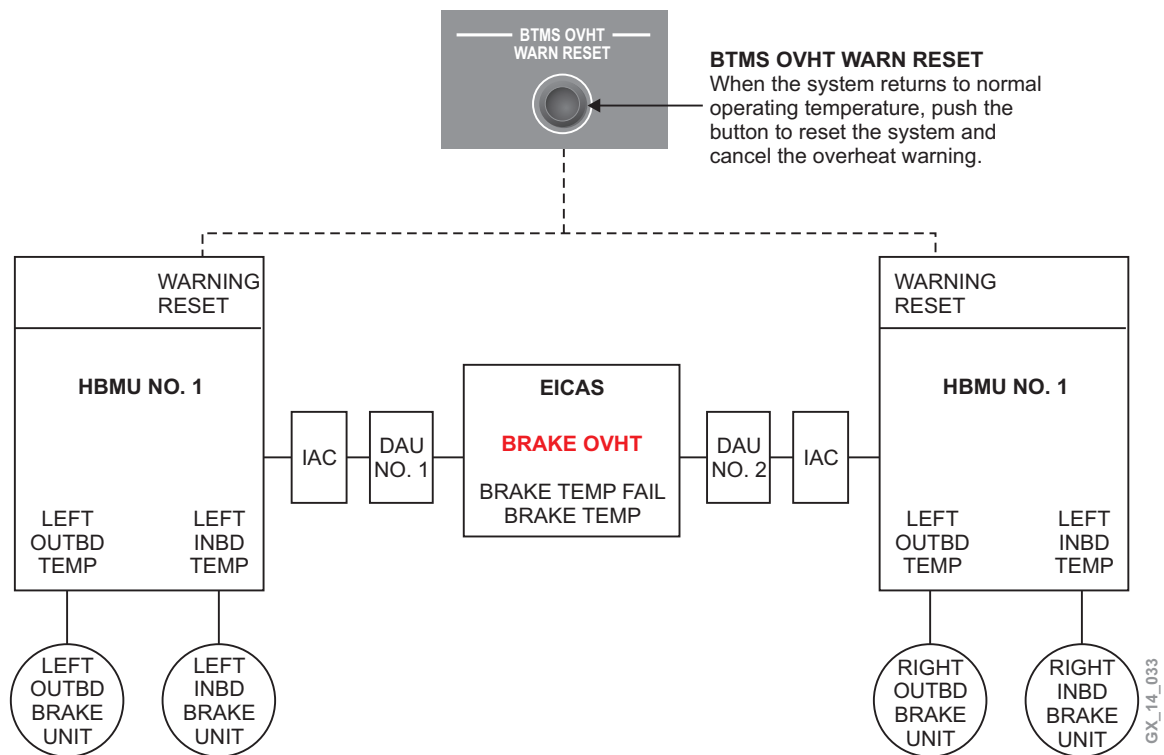 BTMS OVHT
WARN RESET
BTMS OVHT WARN RESET
When the system returns to normal
operating temperature, push the
button to reset the system and
cancel the overheat warning.
WARNING
RESET
HBMU NO. 1
LEFT
OUTBD
TEMP
LEFT
INBD
TEMP
LEFT
OUTBD
BRAKE
UNIT
LEFT
INBD
BRAKE
UNIT
IAC
DAU
NO. 1
EICAS
BRAKE OVHT
BRAKE TEMP FAIL
BRAKE TEMP
DAU
NO. 2
IAC
WARNING
RESET
HBMU NO. 1
LEFT
OUTBD
TEMP
LEFT
INBD
TEMP
RIGHT
OUTBD
BRAKE
UNIT
RIGHT
INBD
BRAKE
UNIT
GX_14_033